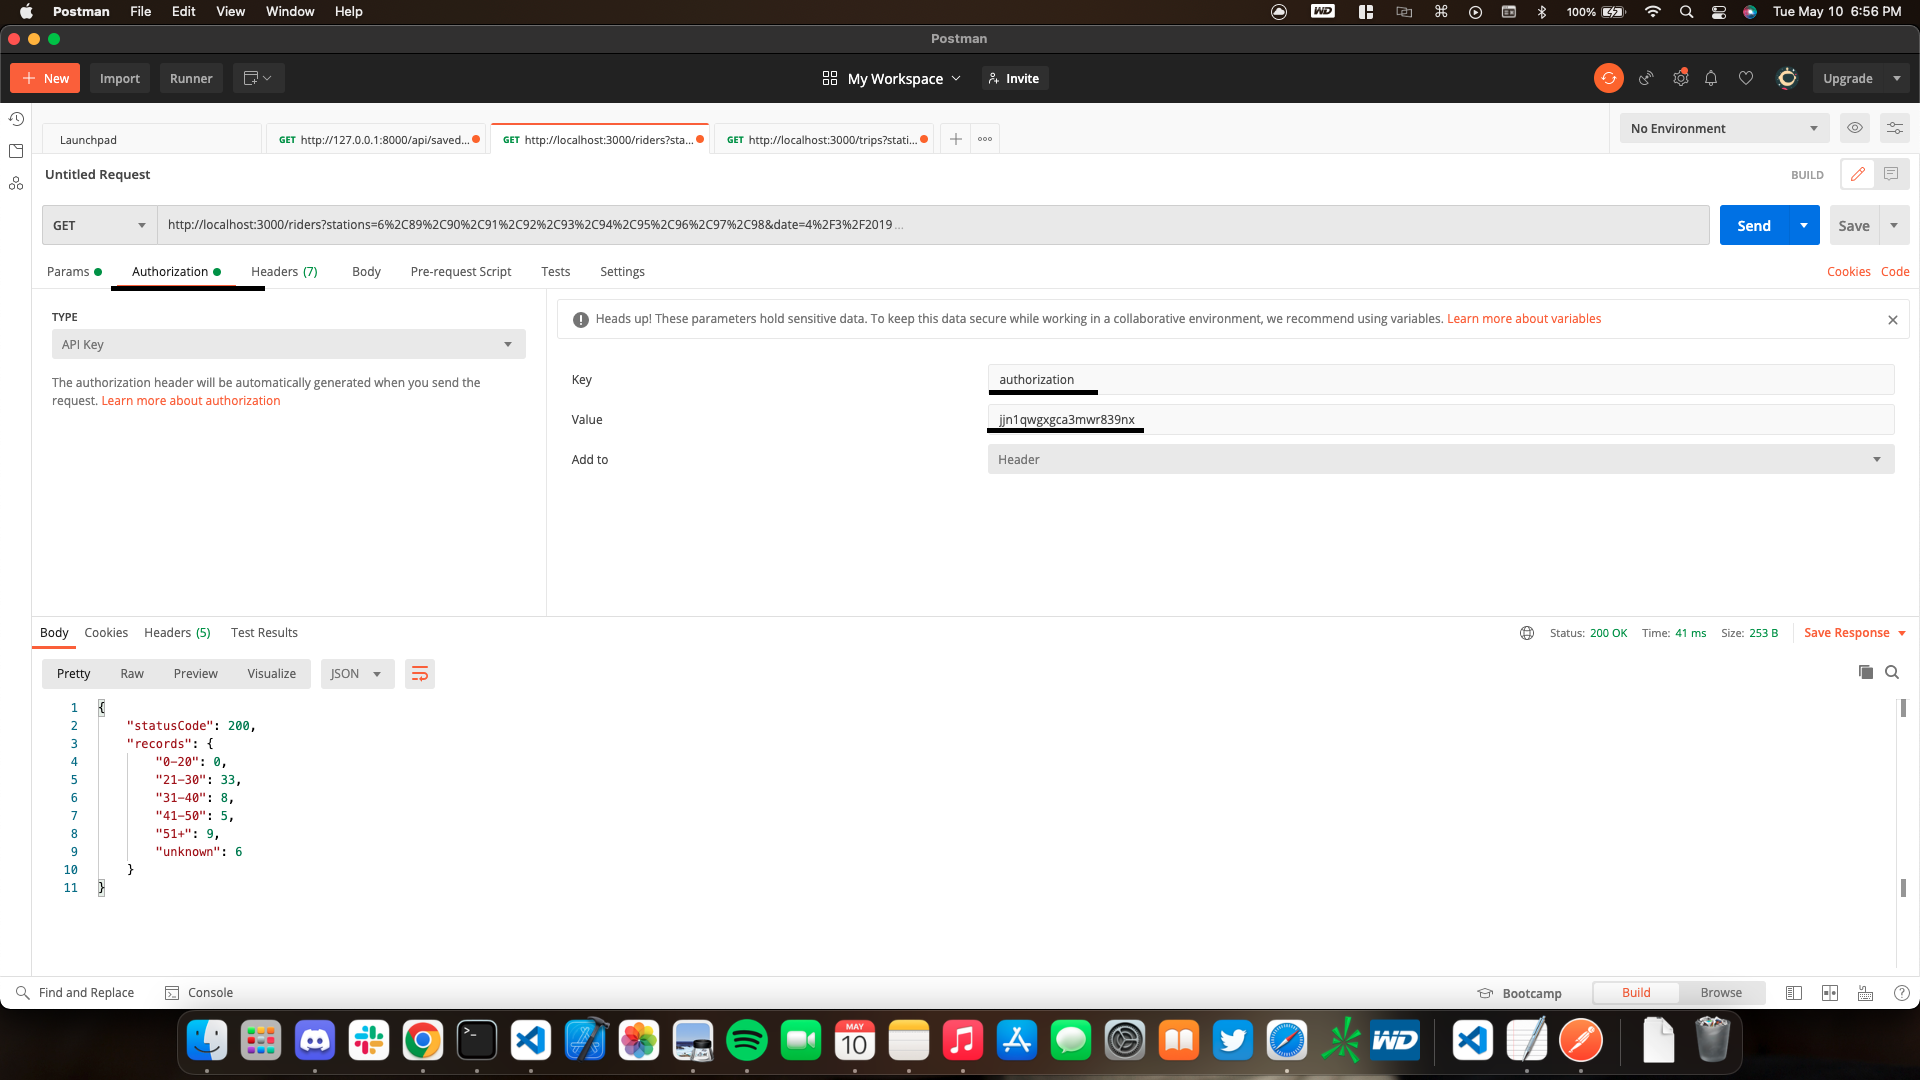 Postman File Edit View Window Help
WD 100% Tue May 10 6:56 PM
Postman
New Import Runner
My Workspace Invite
Upgrade
Launchpad
GET http://127.0.0.1:8000/api/saved...
GET http://localhost:3000/riders?sta...
GET http://localhost:3000/trips?stati...
No Environment
Untitled Request
BUILD
GET http://localhost:3000/riders?stations=6%2C89%2C90%2C91%2C92%2C93%2C94%2C95%2C96%2C97%2C98&date=4%2F3%2F2019 ...
Send Save
Params Authorization Headers (7) Body Pre-request Script Tests Settings
Cookies Code
TYPE
API Key
The authorization header will be automatically generated when you send the
request. Learn more about authorization
Heads up! These parameters hold sensitive data. To keep this data secure while working in a collaborative environment, we recommend using variables. Learn more about variables
Key authorization
Value jjn1qwgxgca3mwr839nx
Add to Header
Body Cookies Headers (5) Test Results
Status: 200 OK Time: 41 ms Size: 253 B Save Response
Pretty Raw Preview Visualize JSON
1 {
2 "statusCode": 200,
3 "records": {
4 "0-20": 0,
5 "21-30": 33,
6 "31-40": 8,
7 "41-50": 5,
8 "51+": 9,
9 "unknown": 6
10 }
11 }
Find and Replace Console
Bootcamp Build Browse
MAY
10
WD